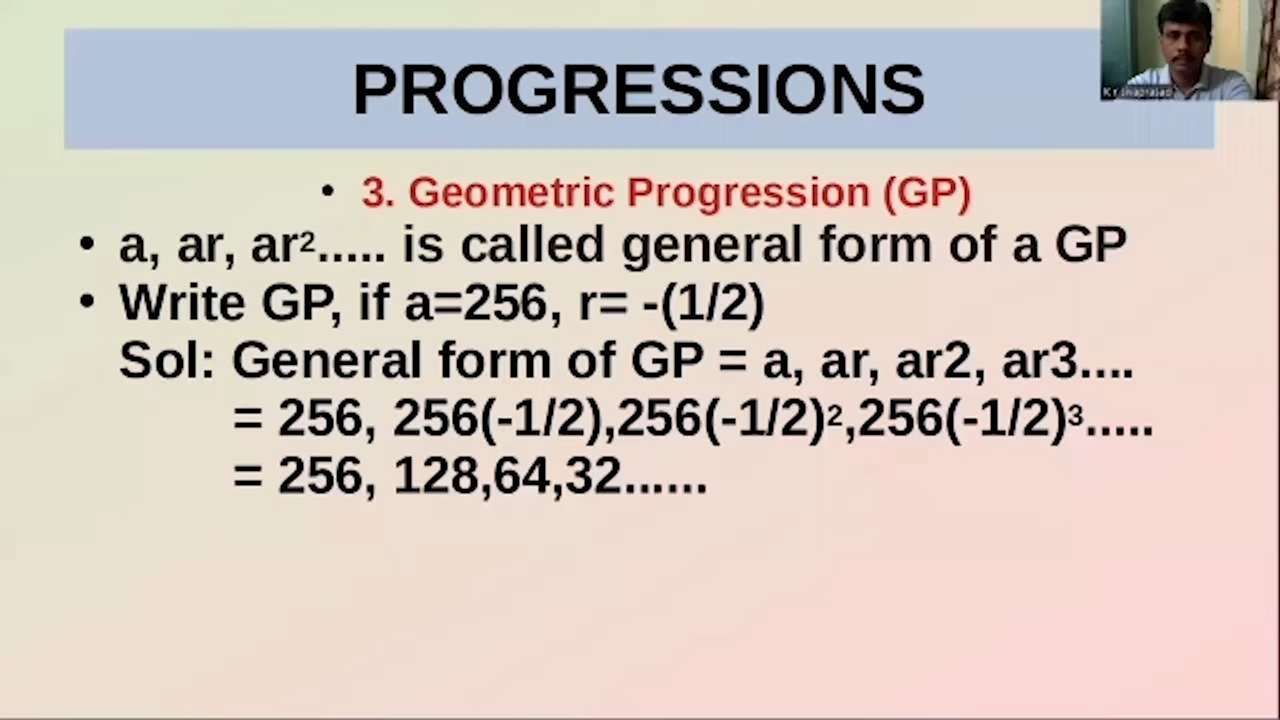 PROGRESSIONS
• 3. Geometric Progression (GP)
• a, ar, ar²..... is called general form of a GP
• Write GP, if a=256, r= -(1/2)
Sol: General form of GP = a, ar, ar2, ar3....
= 256, 256(-1/2),256(-1/2)²,256(-1/2)³.....
= 256, 128,64,32......